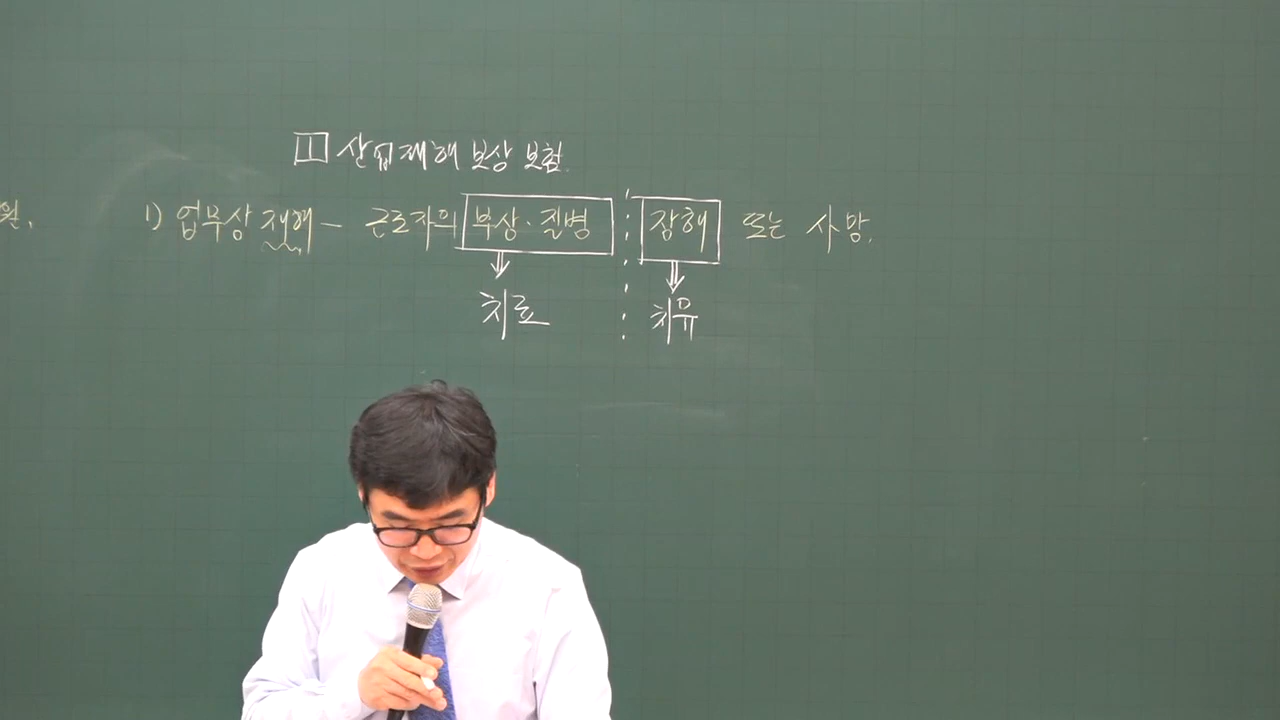 1 산업재해 보상 보험.
원.
1) 업무상 재해 - 근로자의 부상·질병 장해 또는 사망.
치료 치유